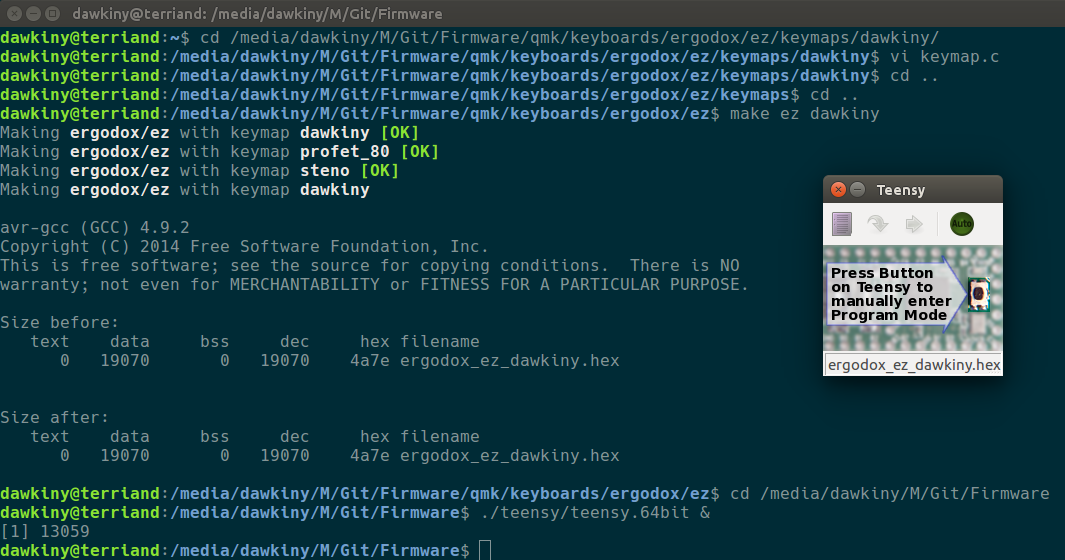 dawkiny@terriand: /media/dawkiny/M/Git/Firmware
dawkiny@terriand:~$ cd /media/dawkiny/M/Git/Firmware/qmk/keyboards/ergodox/ez/keymaps/dawkiny/
dawkiny@terriand:/media/dawkiny/M/Git/Firmware/qmk/keyboards/ergodox/ez/keymaps/dawkiny$ vi keymap.c
dawkiny@terriand:/media/dawkiny/M/Git/Firmware/qmk/keyboards/ergodox/ez/keymaps/dawkiny$ cd ..
dawkiny@terriand:/media/dawkiny/M/Git/Firmware/qmk/keyboards/ergodox/ez/keymaps$ cd ..
dawkiny@terriand:/media/dawkiny/M/Git/Firmware/qmk/keyboards/ergodox/ez$ make ez dawkiny
Making ergodox/ez with keymap dawkiny [OK]
Making ergodox/ez with keymap profet_80 [OK]
Making ergodox/ez with keymap steno [OK]
Making ergodox/ez with keymap dawkiny
avr-gcc (GCC) 4.9.2
Copyright (C) 2014 Free Software Foundation, Inc.
This is free software; see the source for copying conditions.  There is NO
warranty; not even for MERCHANTABILITY or FITNESS FOR A PARTICULAR PURPOSE.
Size before:
   text    data     bss     dec     hex filename
      0   19070       0   19070    4a7e ergodox_ez_dawkiny.hex
Size after:
   text    data     bss     dec     hex filename
      0   19070       0   19070    4a7e ergodox_ez_dawkiny.hex
dawkiny@terriand:/media/dawkiny/M/Git/Firmware/qmk/keyboards/ergodox/ez$ cd /media/dawkiny/M/Git/Firmware
dawkiny@terriand:/media/dawkiny/M/Git/Firmware$ ./teensy/teensy.64bit &
[1] 13059
dawkiny@terriand:/media/dawkiny/M/Git/Firmware$
Teensy
Auto
Press Button
on Teensy to
manually enter
Program Mode
ergodox_ez_dawkiny.hex